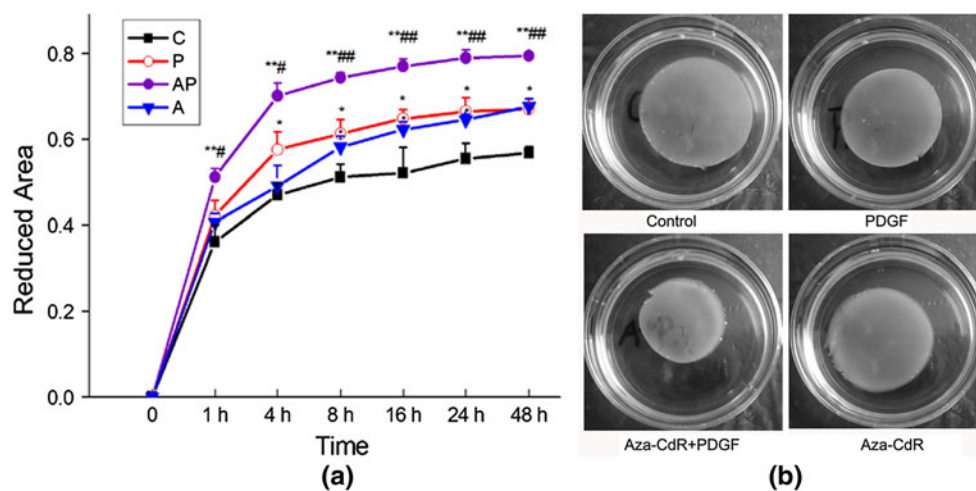 Reduced Area
0.8
0.6
0.4
0.2
0.0
C
P
AP
A
**#
**#
**##
**##
**##
**##
*
*
*
*
*
0
1 h
4 h
8 h
16 h
24 h
48 h
Time
(a)
Control
PDGF
Aza-CdR+PDGF
Aza-CdR
(b)